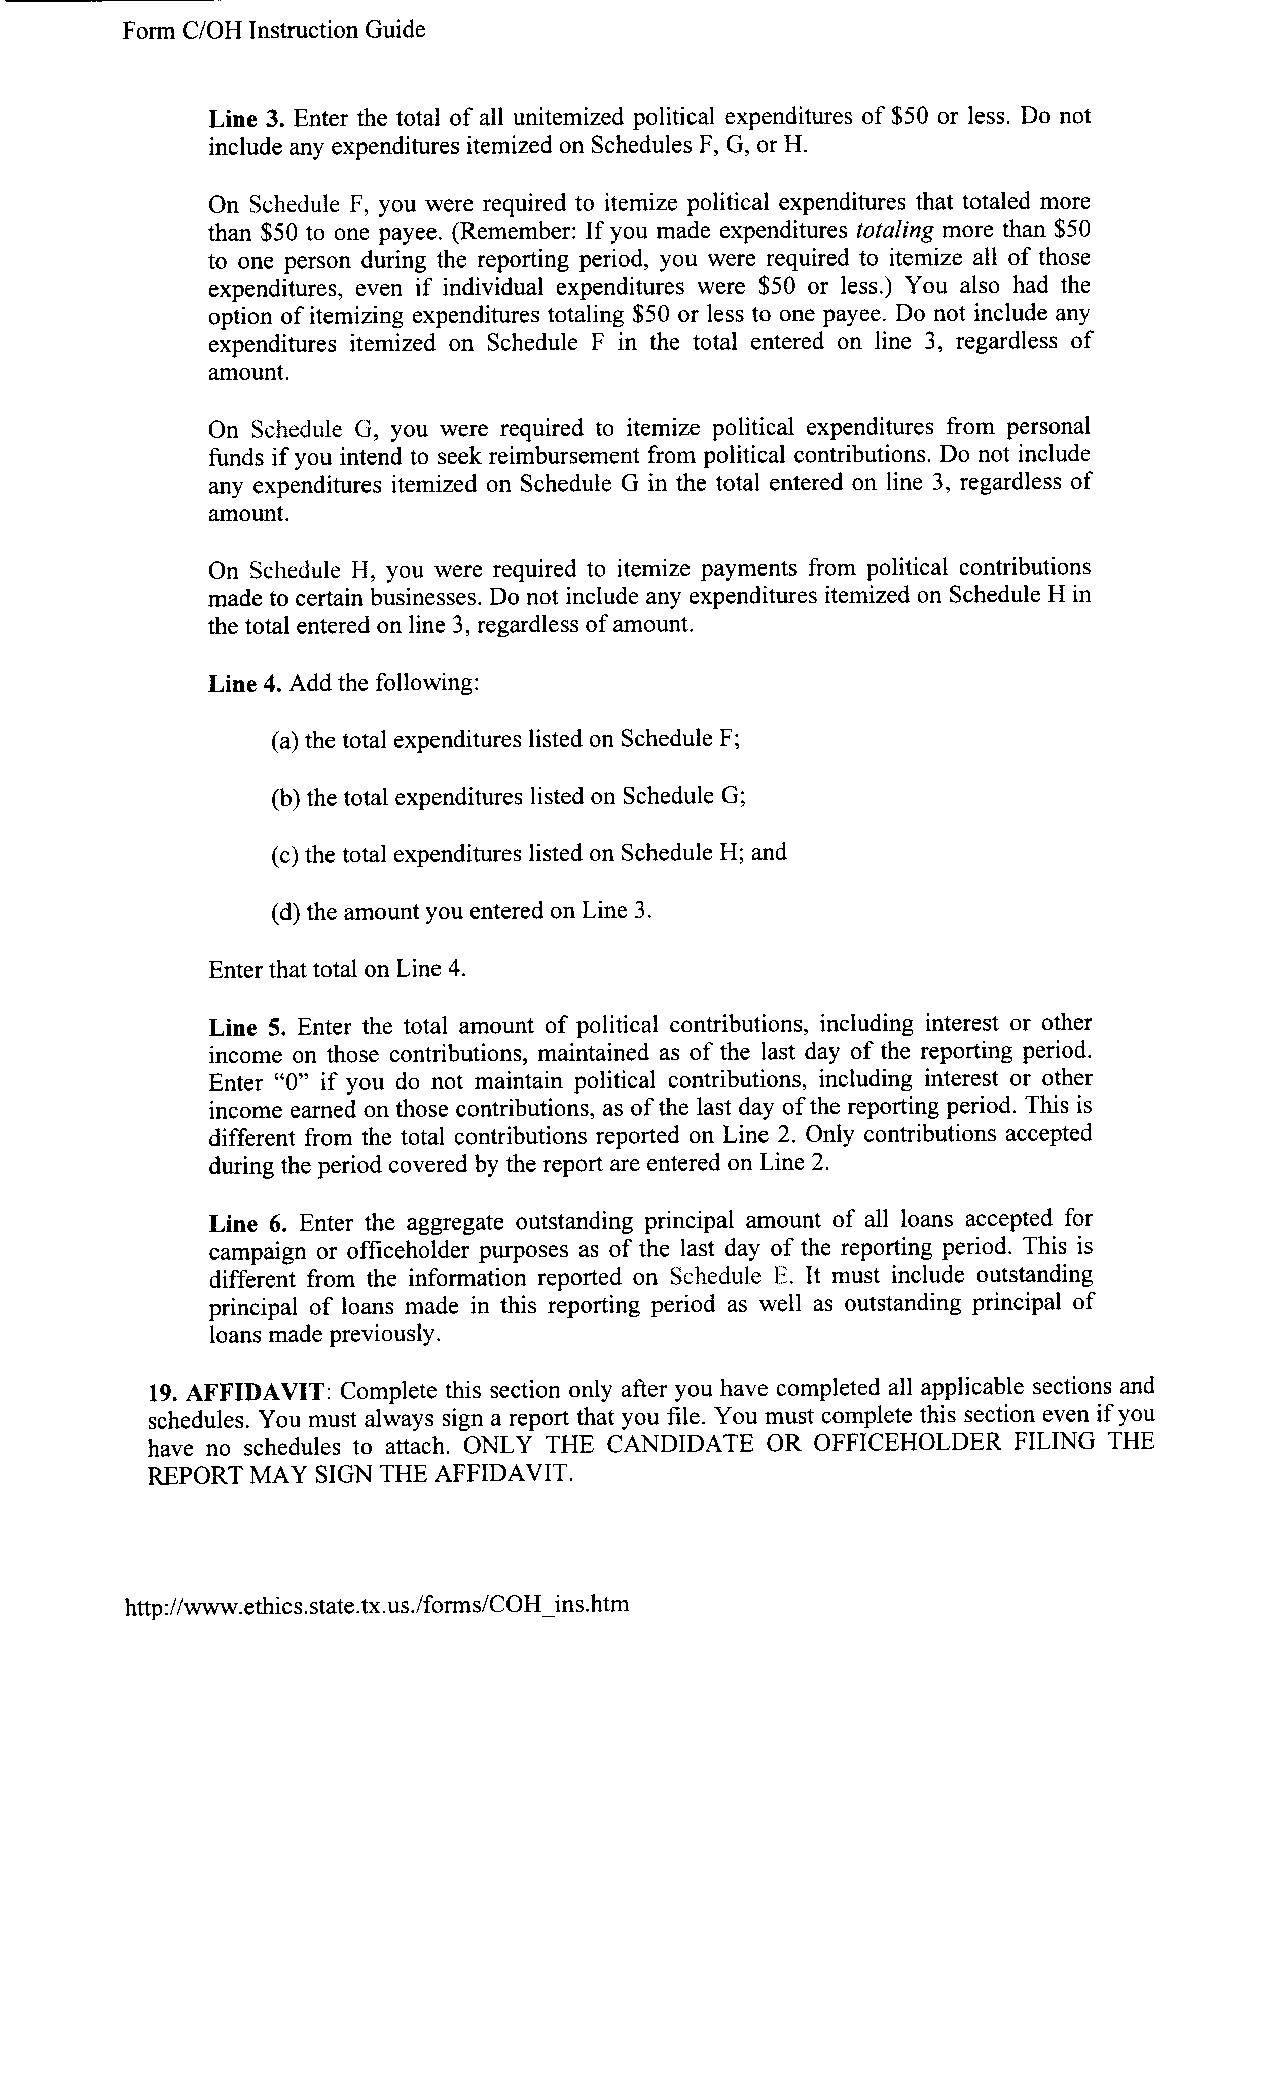 Form C/OH Instruction Guide
Line 3. Enter the total of all unitemized political expenditures of $50 or less. Do not
include any expenditures itemized on Schedules F, G, or H.
On Schedule F, you were required to itemize political expenditures that totaled more
than $50 to one payee. (Remember: If you made expenditures totaling more than $50
to one person during the reporting period, you were required to itemize all of those
expenditures, even if individual expenditures were $50 or less.) You also had the
option of itemizing expenditures totaling $50 or less to one payee. Do not include any
expenditures itemized on Schedule F in the total entered on line 3, regardless of
amount.
On Schedule G, you were required to itemize political expenditures from personal
funds if you intend to seek reimbursement from political contributions. Do not include
any expenditures itemized on Schedule G in the total entered on line 3, regardless of
amount.
On Schedule H, you were required to itemize payments from political contributions
made to certain businesses. Do not include any expenditures itemized on Schedule H in
the total entered on line 3, regardless of amount.
Line 4. Add the following:
(a) the total expenditures listed on Schedule F;
(b) the total expenditures listed on Schedule G;
(c) the total expenditures listed on Schedule H; and
(d) the amount you entered on Line 3.
Enter that total on Line 4.
Line 5. Enter the total amount of political contributions, including interest or other
income on those contributions, maintained as of the last day of the reporting period.
Enter “0” if you do not maintain political contributions, including interest or other
income earned on those contributions, as of the last day of the reporting period. This is
different from the total contributions reported on Line 2. Only contributions accepted
during the period covered by the report are entered on Line 2.
Line 6. Enter the aggregate outstanding principal amount of all loans accepted for
campaign or officeholder purposes as of the last day of the reporting period. This is
different from the information reported on Schedule E. It must include outstanding
principal of loans made in this reporting period as well as outstanding principal of
loans made previously.
19. AFFIDAVIT: Complete this section only after you have completed all applicable sections and
schedules. You must always sign a report that you file. You must complete this section even if you
have no schedules to attach. ONLY THE CANDIDATE OR OFFICEHOLDER FILING THE
REPORT MAY SIGN THE AFFIDAVIT.
http://www.ethics.state.tx.us./forms/COH_ins.htm